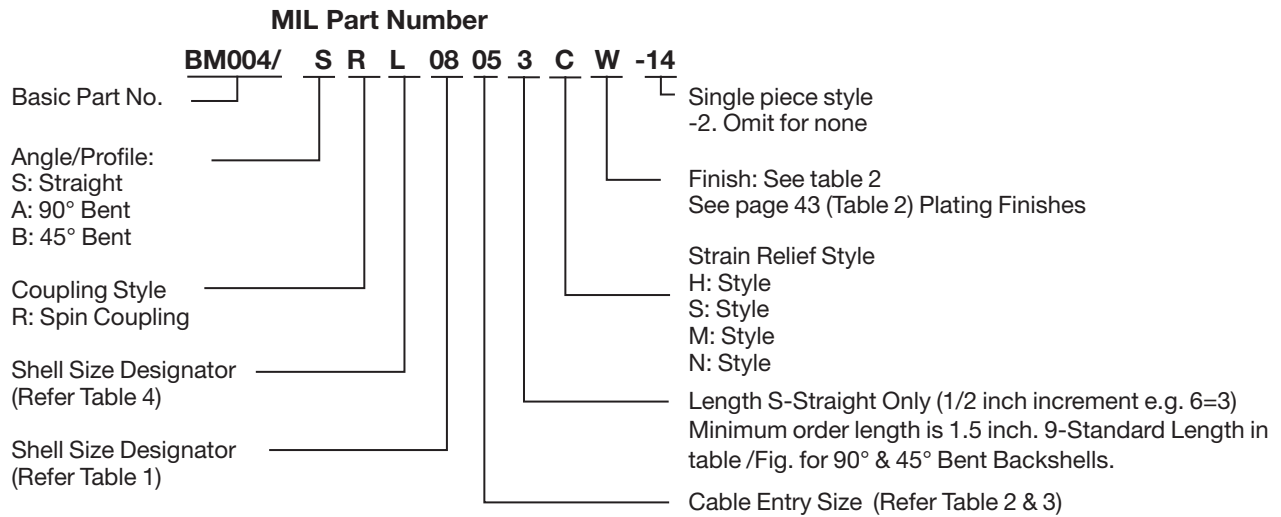 MIL Part Number
BM004/ S R L 08 05 3 C W -14
Basic Part No.
Angle/Profile:
S: Straight
A: 90° Bent
B: 45° Bent
Coupling Style
R: Spin Coupling
Shell Size Designator
(Refer Table 4)
Shell Size Designator
(Refer Table 1)
Single piece style
-2. Omit for none
Finish: See table 2
See page 43 (Table 2) Plating Finishes
Strain Relief Style
H: Style
S: Style
M: Style
N: Style
Length S-Straight Only (1/2 inch increment e.g. 6=3)
Minimum order length is 1.5 inch. 9-Standard Length in
table /Fig. for 90° & 45° Bent Backshells.
Cable Entry Size (Refer Table 2 & 3)